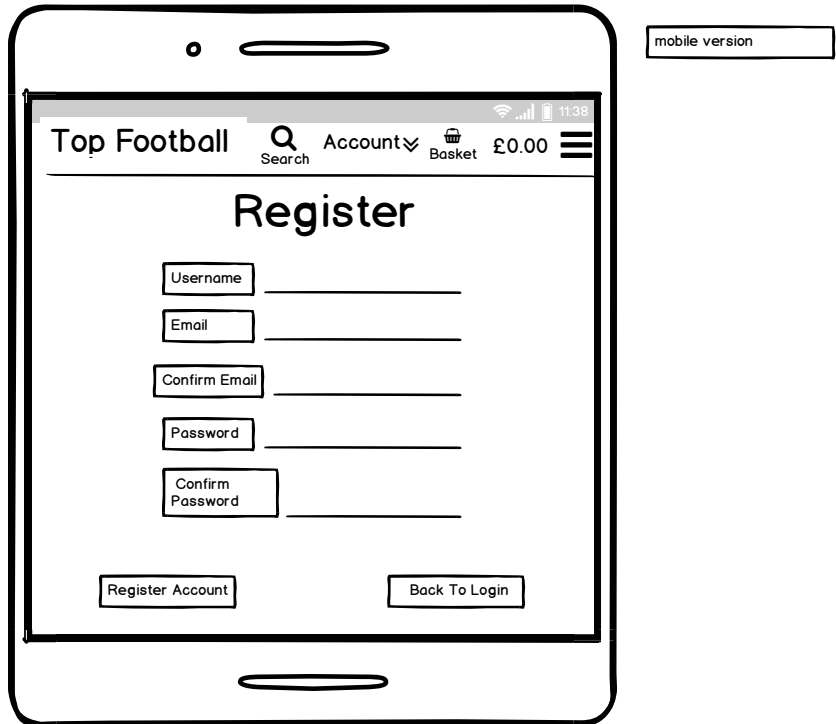 mobile version
11:38
Top Football
Search
Account
Basket
£0.00
Register
Username
Email
Confirm Email
Password
Confirm
Password
Register Account
Back To Login